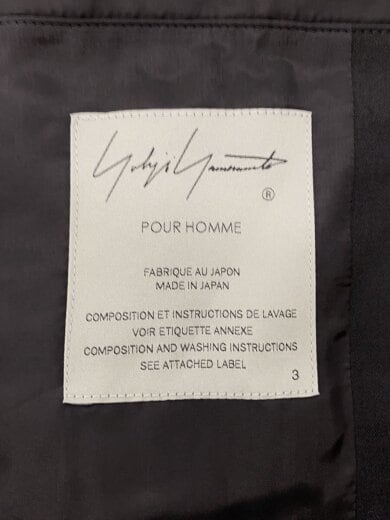 Yohji Yamamoto
®
POUR HOMME
FABRIQUE AU JAPON
MADE IN JAPAN
COMPOSITION ET INSTRUCTIONS DE LAVAGE
VOIR ETIQUETTE ANNEXE
COMPOSITION AND WASHING INSTRUCTIONS
SEE ATTACHED LABEL
3